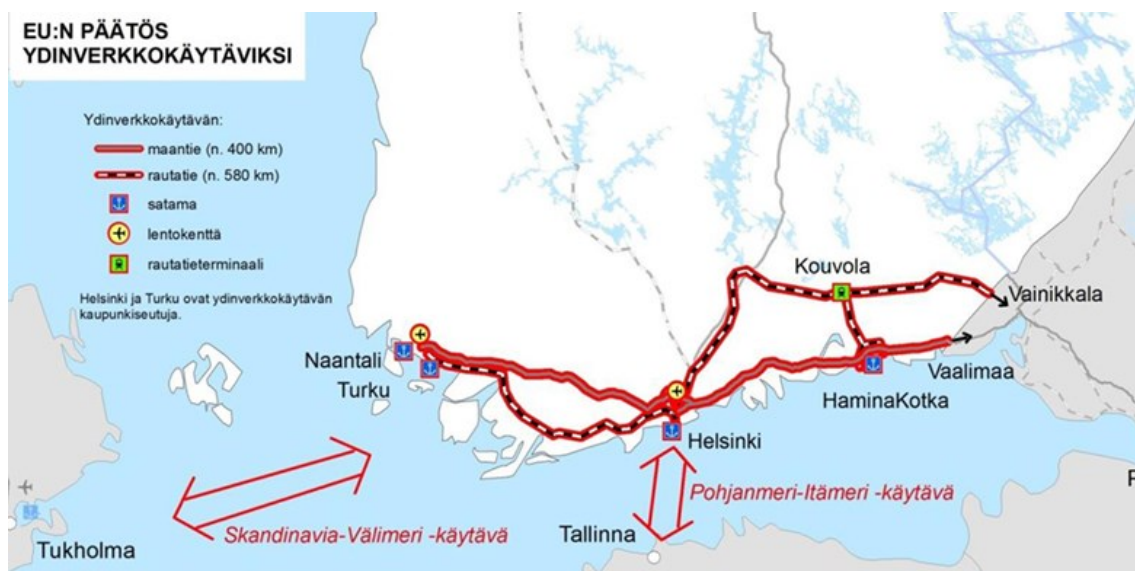 EU:N PÄÄTÖS
YDINVERKKOKÄYTÄVIKSI
Ydinverkkokäytävän:
maantie (n. 400 km)
rautatie (n. 580 km)
satama
lentokenttä
rautatieterminaali
Helsinki ja Turku ovat ydinverkkokäytävän
kaupunkiseutuja.
Kouvola
Vainikkala
Naantali
Turku
Vaalimaa
HaminaKotka
Helsinki
Pohjanmeri-Itämeri -käytävä
Skandinavia-Välimeri -käytävä
Tallinna
Tukholma